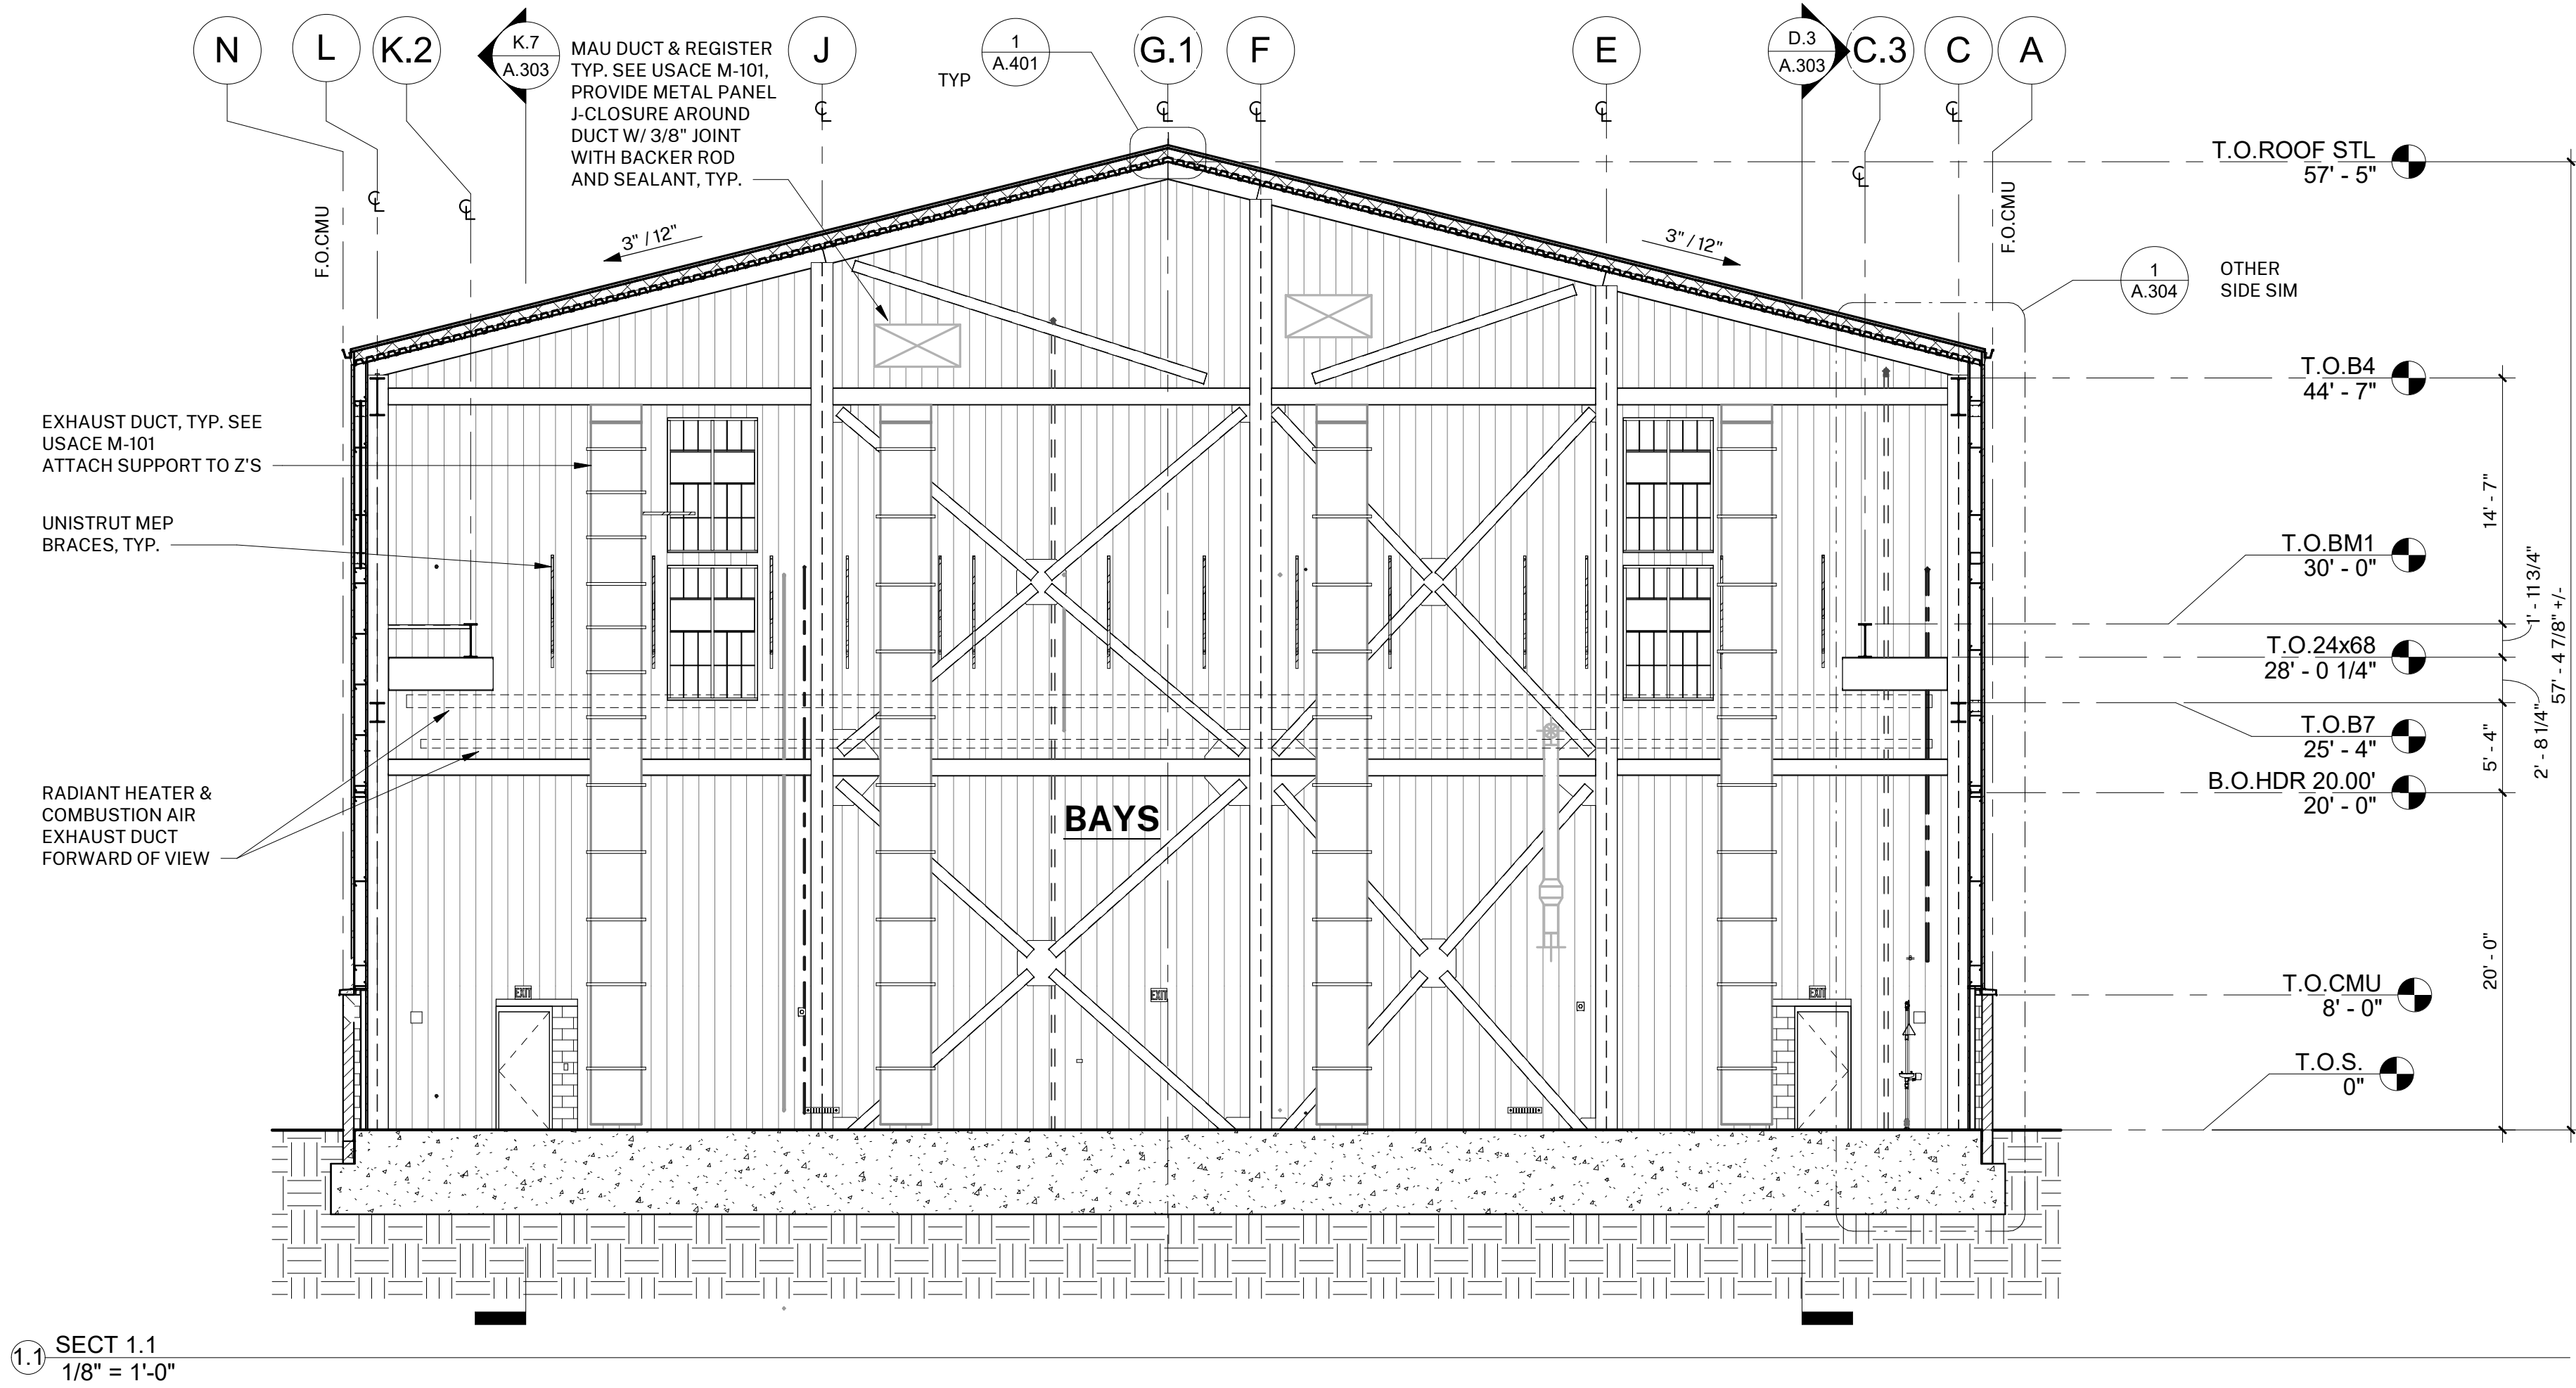 N
L
K.2
K.7
A.303
MAU DUCT & REGISTER
TYP. SEE USACE M-101,
PROVIDE METAL PANEL
J-CLOSURE AROUND
DUCT W/ 3/8" JOINT
WITH BACKER ROD
AND SEALANT, TYP.
J
TYP
1
A.401
G.1
F
E
D.3
A.303
C.3
C
A
F.O.CMU
3" / 12"
3" / 12"
F.O.CMU
1
A.304
OTHER
SIDE SIM
T.O.ROOF STL
57' - 5"
T.O.B4
44' - 7"
T.O.BM1
30' - 0"
T.O.24x68
28' - 0 1/4"
T.O.B7
25' - 4"
B.O.HDR 20.00'
20' - 0"
T.O.CMU
8' - 0"
T.O.S.
0"
14' - 7"
1' - 11 3/4"
57' - 4 7/8" +/-
2' - 8 1/4"
5' - 4"
20' - 0"
EXHAUST DUCT, TYP. SEE
USACE M-101
ATTACH SUPPORT TO Z'S
UNISTRUT MEP
BRACES, TYP.
RADIANT HEATER &
COMBUSTION AIR
EXHAUST DUCT
FORWARD OF VIEW
BAYS
EXIT
EXIT
EXIT
1.1
SECT 1.1
1/8" = 1'-0"